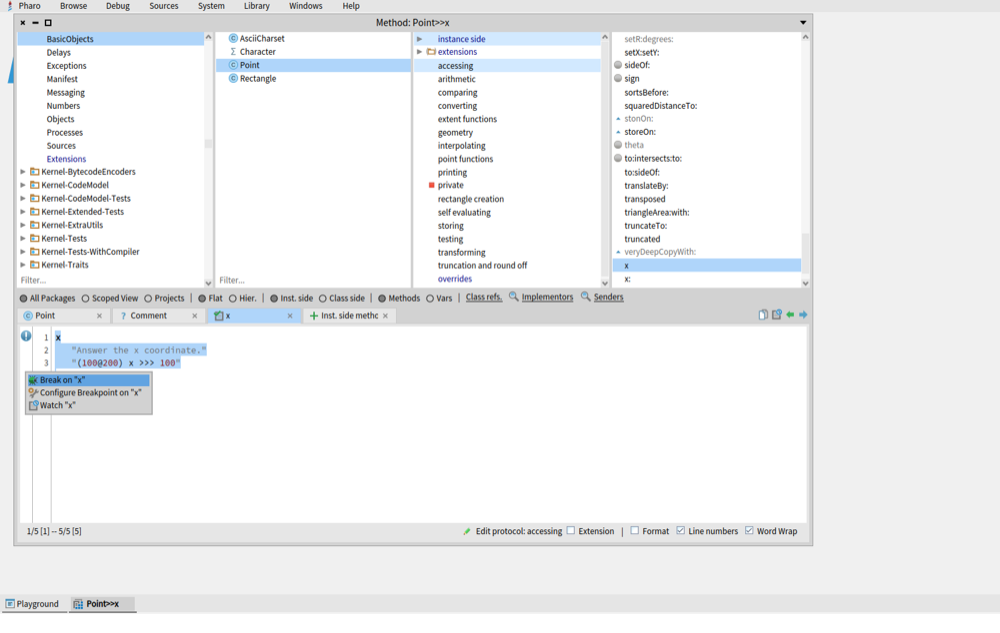 Pharo Browse Debug Sources System Library Windows Help
Method: Point>>x
BasicObjects
Delays
Exceptions
Manifest
Messaging
Numbers
Objects
Processes
Sources
Extensions
Kernel-BytecodeEncoders
Kernel-CodeModel
Kernel-CodeModel-Tests
Kernel-Extended-Tests
Kernel-ExtraUtils
Kernel-Tests
Kernel-Tests-WithCompiler
Kernel-Traits
Filter...
AsciiCharset
Character
Point
Rectangle
Filter...
instance side
extensions
accessing
arithmetic
comparing
converting
extent functions
geometry
interpolating
point functions
printing
private
rectangle creation
self evaluating
storing
testing
transforming
truncation and round off
overrides
setR:degrees:
setX:setY:
sideOf:
sign
sortsBefore:
squaredDistanceTo:
stonOn:
storeOn:
theta
to:intersects:to:
to:sideOf:
translateBy:
transposed
triangleArea:with:
truncateTo:
truncated
veryDeepCopyWith:
x
x:
All Packages Scoped View Projects | Flat Hier. | Inst. side Class side | Methods Vars | Class refs. Implementors Senders
Point ? Comment x Inst. side methc
1 x
2 "Answer the x coordinate."
3 "(100@200) x >>> 100"
Break on "x"
Configure Breakpoint on "x"
Watch "x"
1/5 [1] -- 5/5 [5]
Edit protocol: accessing Extension | Format Line numbers Word Wrap
Playground Point>>x